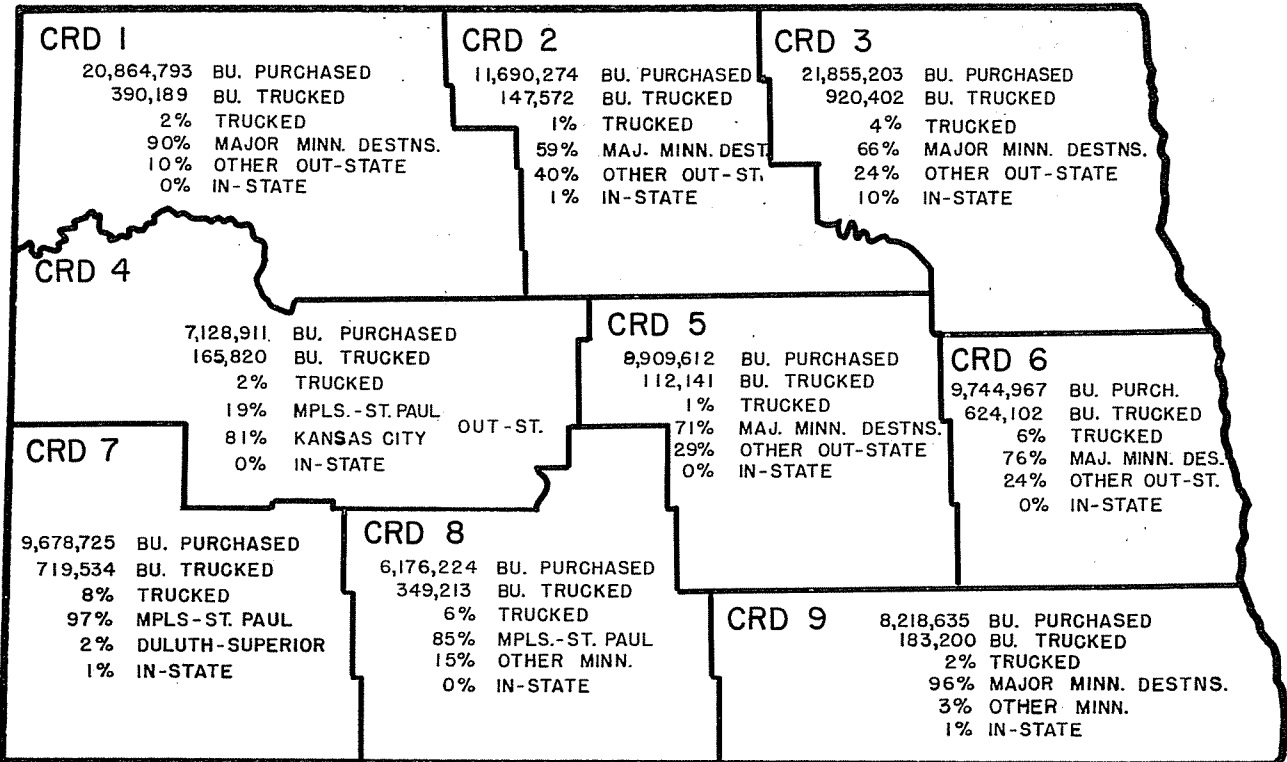 CRD 1
20,864,793 BU. PURCHASED
390,189 BU. TRUCKED
2% TRUCKED
90% MAJOR MINN. DESTNS.
10% OTHER OUT-STATE
0% IN-STATE
CRD 2
11,690,274 BU. PURCHASED
147,572 BU. TRUCKED
1% TRUCKED
59% MAJ. MINN. DEST.
40% OTHER OUT-ST.
1% IN-STATE
CRD 3
21,855,203 BU. PURCHASED
920,402 BU. TRUCKED
4% TRUCKED
66% MAJOR MINN. DESTNS.
24% OTHER OUT-STATE
10% IN-STATE
CRD 4
7,128,911 BU. PURCHASED
165,820 BU. TRUCKED
2% TRUCKED
19% MPLS.-ST. PAUL
81% KANSAS CITY OUT-ST.
0% IN-STATE
CRD 5
8,909,612 BU. PURCHASED
112,141 BU. TRUCKED
1% TRUCKED
71% MAJ. MINN. DESTNS.
29% OTHER OUT-STATE
0% IN-STATE
CRD 6
9,744,967 BU. PURCH.
624,102 BU. TRUCKED
6% TRUCKED
76% MAJ. MINN. DES.
24% OTHER OUT-ST.
0% IN-STATE
CRD 7
9,678,725 BU. PURCHASED
719,534 BU. TRUCKED
8% TRUCKED
97% MPLS-ST. PAUL
2% DULUTH-SUPERIOR
1% IN-STATE
CRD 8
6,176,224 BU. PURCHASED
349,213 BU. TRUCKED
6% TRUCKED
85% MPLS.-ST. PAUL
15% OTHER MINN.
0% IN-STATE
CRD 9
8,218,635 BU. PURCHASED
183,200 BU. TRUCKED
2% TRUCKED
96% MAJOR MINN. DESTNS.
3% OTHER MINN.
1% IN-STATE